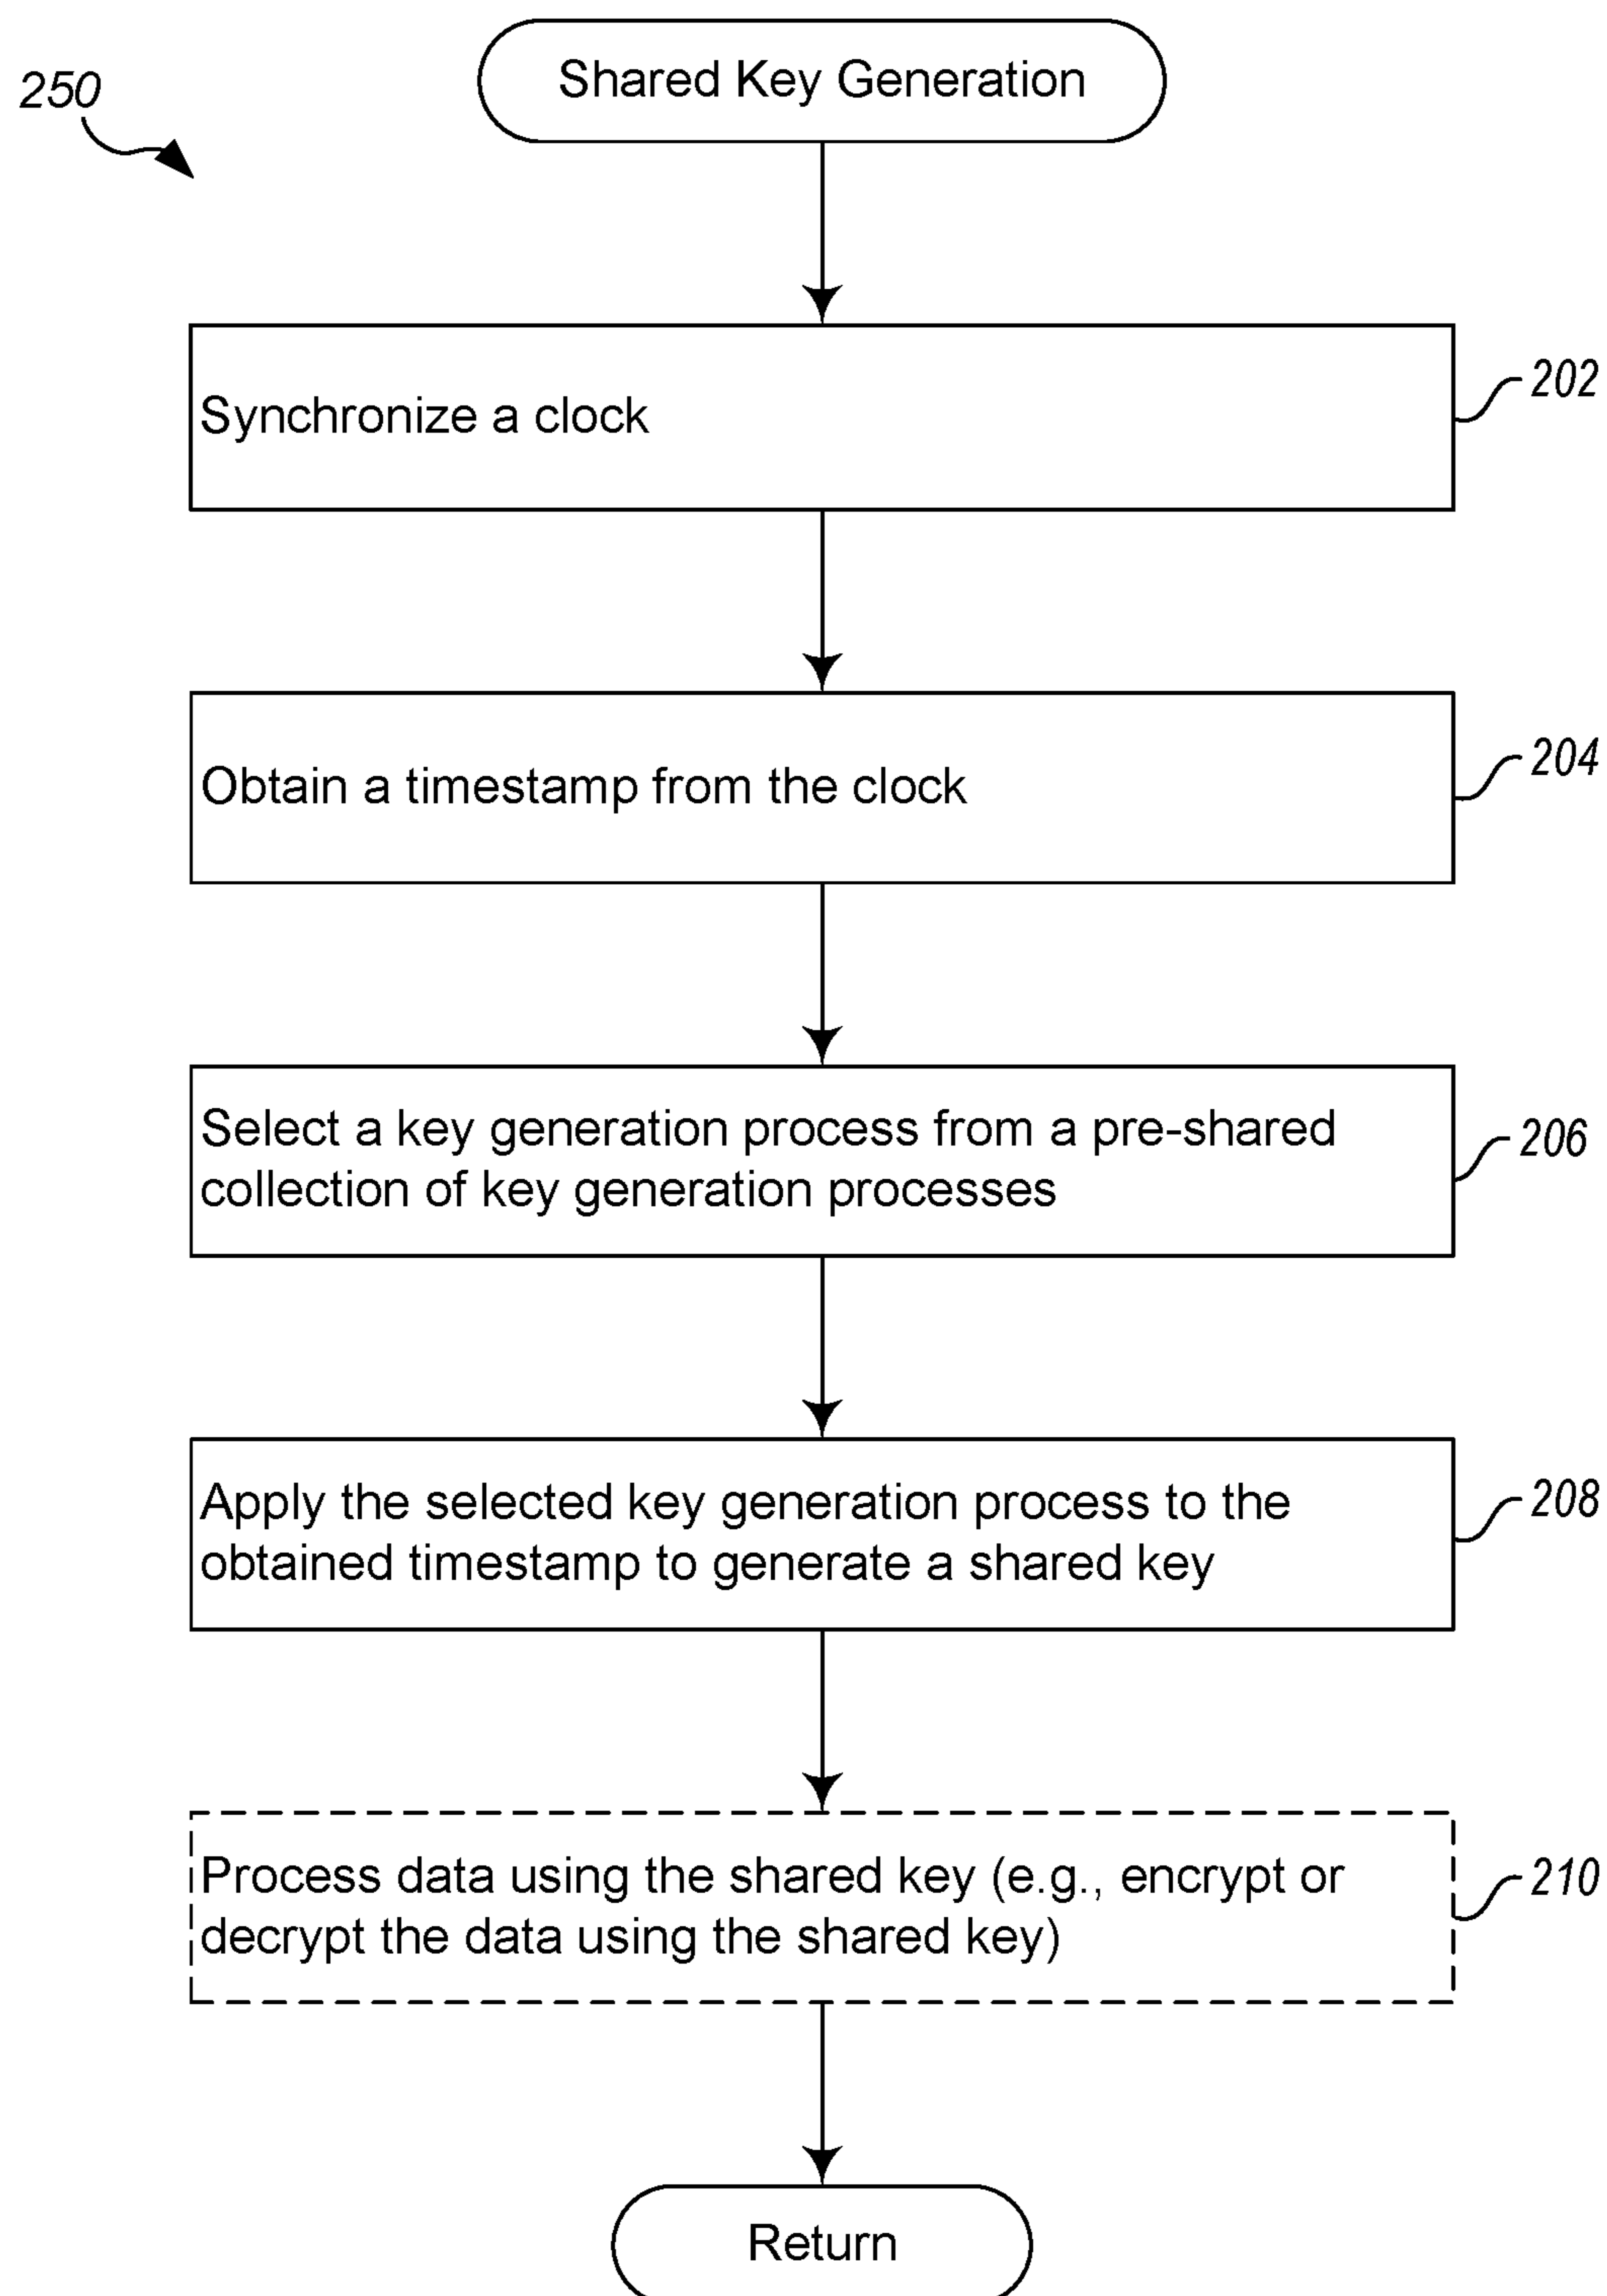 250
Shared Key Generation
Synchronize a clock
202
Obtain a timestamp from the clock
204
Select a key generation process from a pre-shared
collection of key generation processes
206
Apply the selected key generation process to the
obtained timestamp to generate a shared key
208
Process data using the shared key (e.g., encrypt or
decrypt the data using the shared key)
210
Return